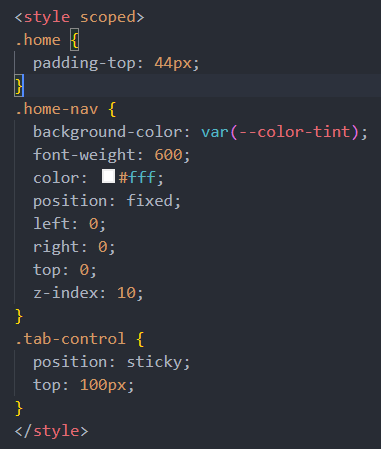 <style scoped>
.home {
  padding-top: 44px;
}
.home-nav {
  background-color: var(--color-tint);
  font-weight: 600;
  color: #fff;
  position: fixed;
  left: 0;
  right: 0;
  top: 0;
  z-index: 10;
}
.tab-control {
  position: sticky;
  top: 100px;
}
</style>